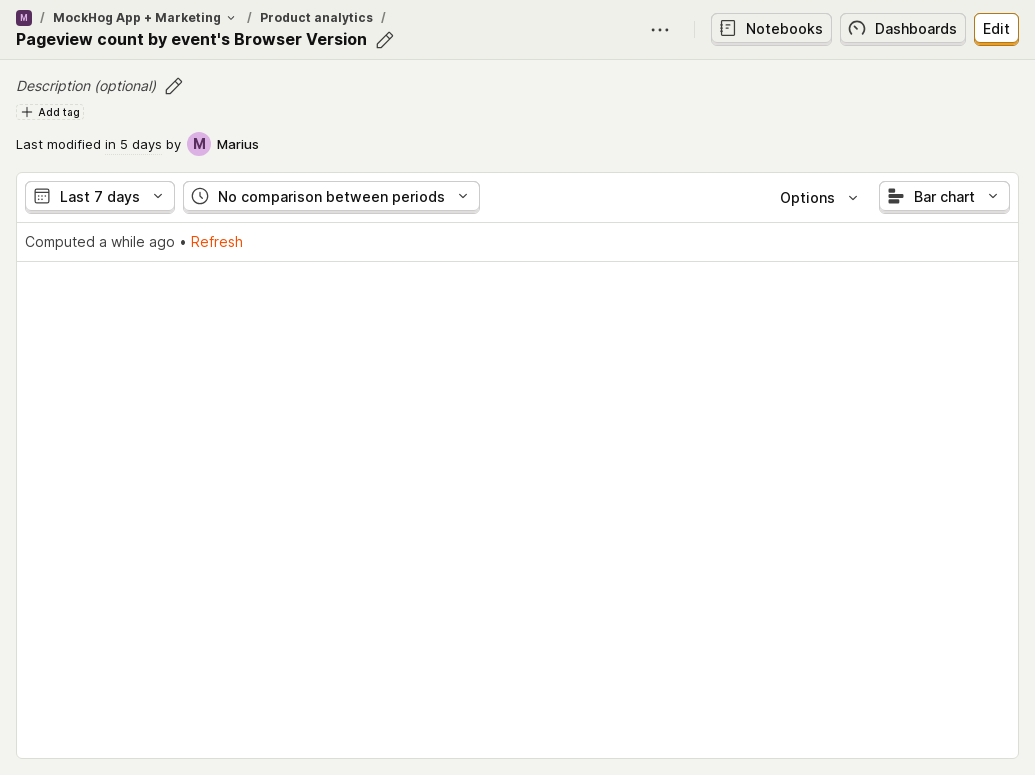 M / MockHog App + Marketing / Product analytics /
Pageview count by event's Browser Version
Notebooks
Dashboards
Edit
Description (optional)
Add tag
Last modified in 5 days by M Marius
Last 7 days
No comparison between periods
Options
Bar chart
Computed a while ago • Refresh